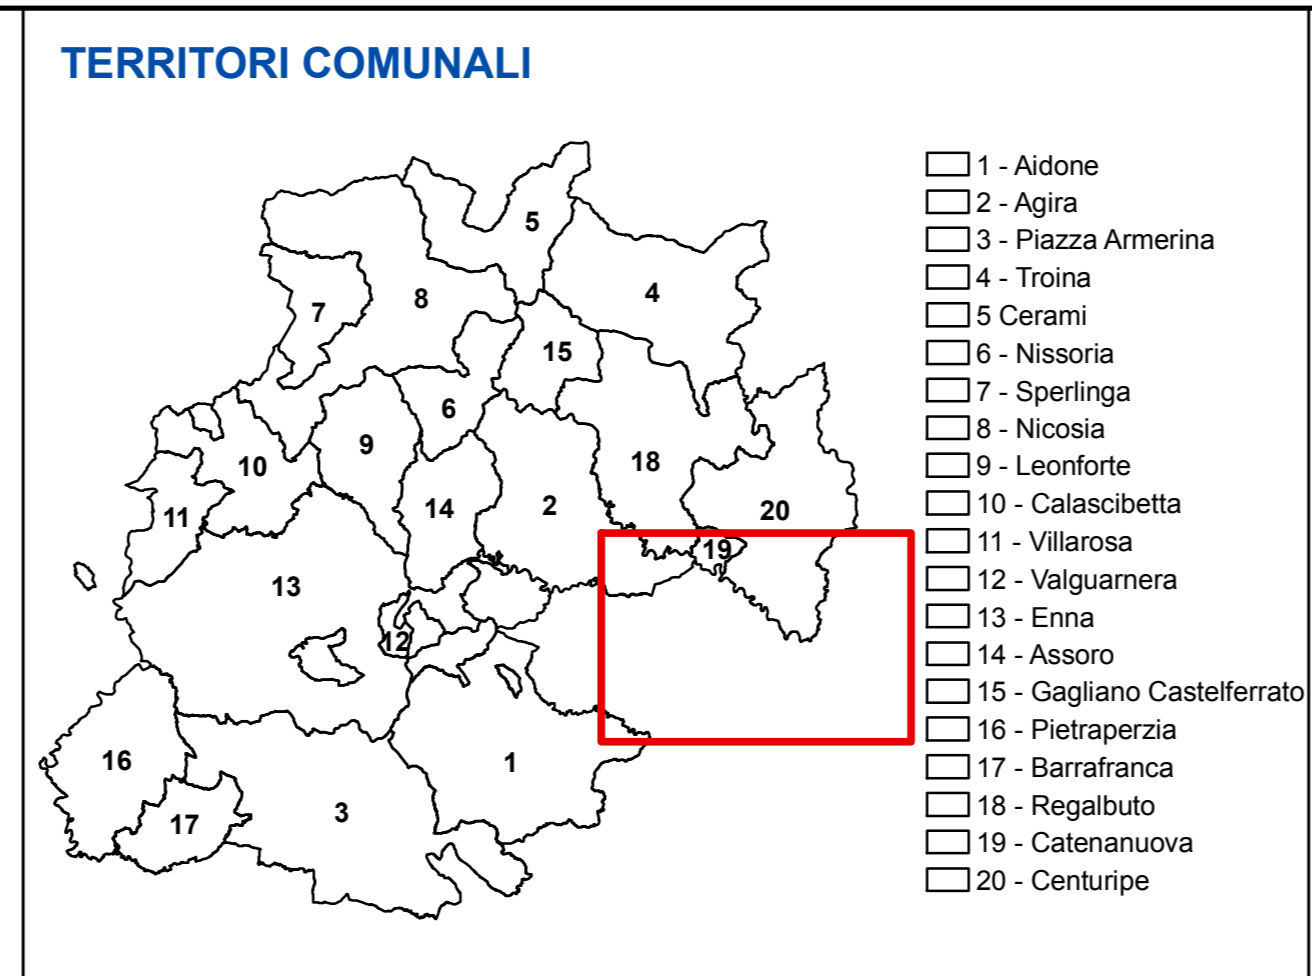 TERRITORI COMUNALI
5
4
8
7
15
6
9
18
10
14
2
20
11
19
13
12
16
1
3
17
1 - Aidone
2 - Agira
3 - Piazza Armerina
4 - Troina
5 Cerami
6 - Nissoria
7 - Sperlinga
8 - Nicosia
9 - Leonforte
10 - Calascibetta
11 - Villarosa
12 - Valguarnera
13 - Enna
14 - Assoro
15 - Gagliano Castelferrato
16 - Pietraperzia
17 - Barrafranca
18 - Regalbuto
19 - Catenanuova
20 - Centuripe